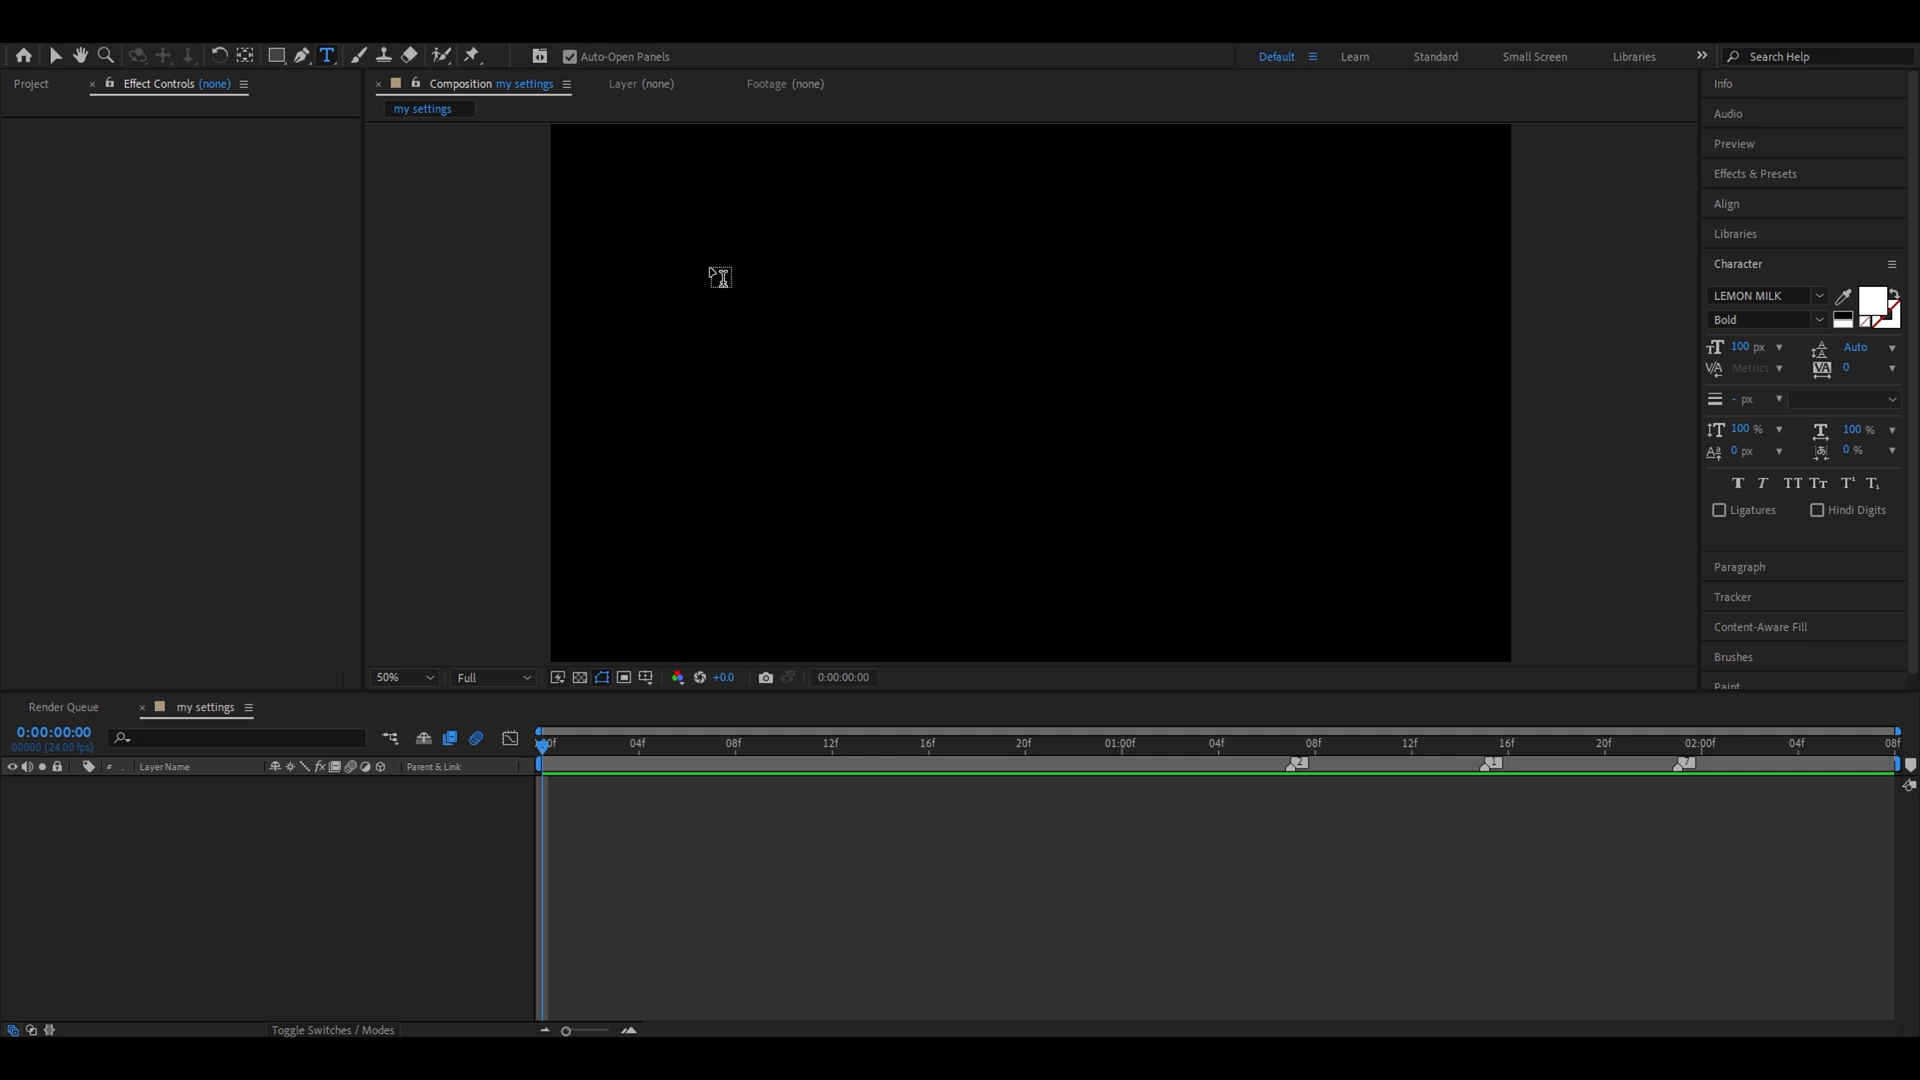 Auto-Open Panels
Default
Learn
Standard
Small Screen
Libraries
Search Help
Project
Effect Controls (none)
Composition my settings
Layer (none)
Footage (none)
my settings
Info
Audio
Preview
Effects & Presets
Align
Libraries
Character
LEMON MILK
Bold
100 px
Auto
Metrics
0
- px
100 %
100 %
0 px
0 %
Ligatures
Hindi Digits
Paragraph
Tracker
Content-Aware Fill
Brushes
Paint
50%
Full
+0.0
0:00:00:00
Render Queue
my settings
0:00:00:00
00000 (24.00 fps)
04f
08f
12f
16f
20f
01:00f
04f
08f
12f
16f
20f
02:00f
04f
08f
# Layer Name
Parent & Link
2
1
7
Toggle Switches / Modes